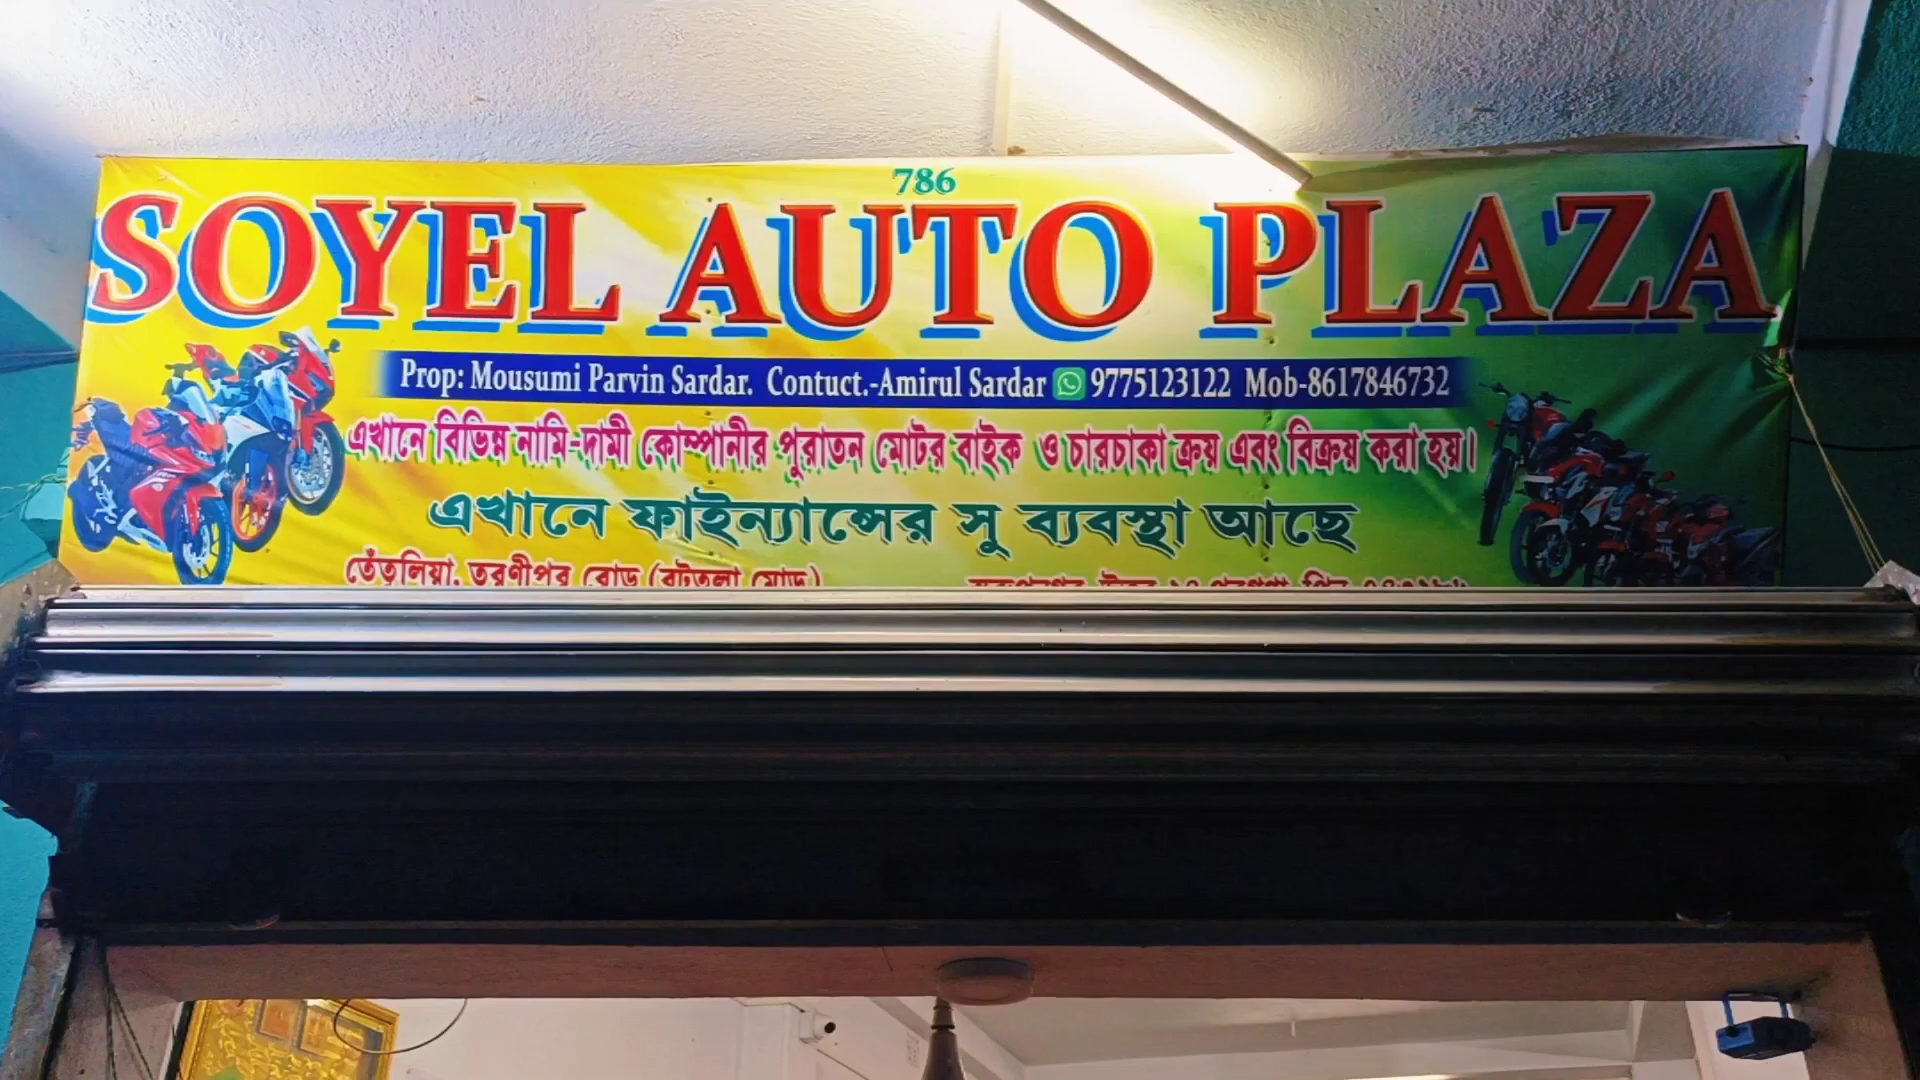 786
SOYEL AUTO PLAZA
Prop: Mousumi Parvin Sardar. Contuct.-Amirul Sardar 9775123122 Mob-8617846732
এখানে বিভিন্ন নামি-দামী কোম্পানীর পুরাতন মোটর বাইক ও চারচাকা ক্রয় এবং বিক্রয় করা হয়।
এখানে ফাইন্যান্সের সু ব্যবস্থা আছে
তেঁতুলিয়া, তরণীপুর রোড (বটতলা মোড়)